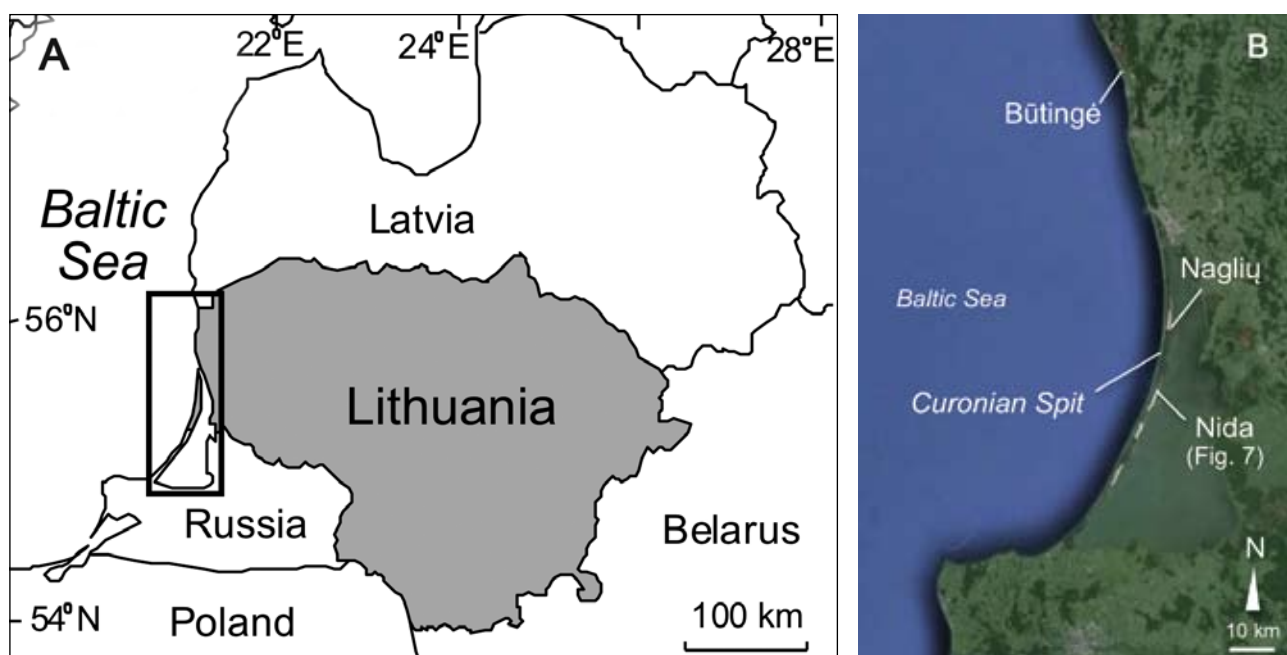 A
22°E
24°E
28°E
Baltic
Sea
Latvia
56°N
Lithuania
Russia
Belarus
54°N
Poland
100 km
B
Būtingė
Naglių
Baltic Sea
Curonian Spit
Nida
(Fig. 7)
N
10 km